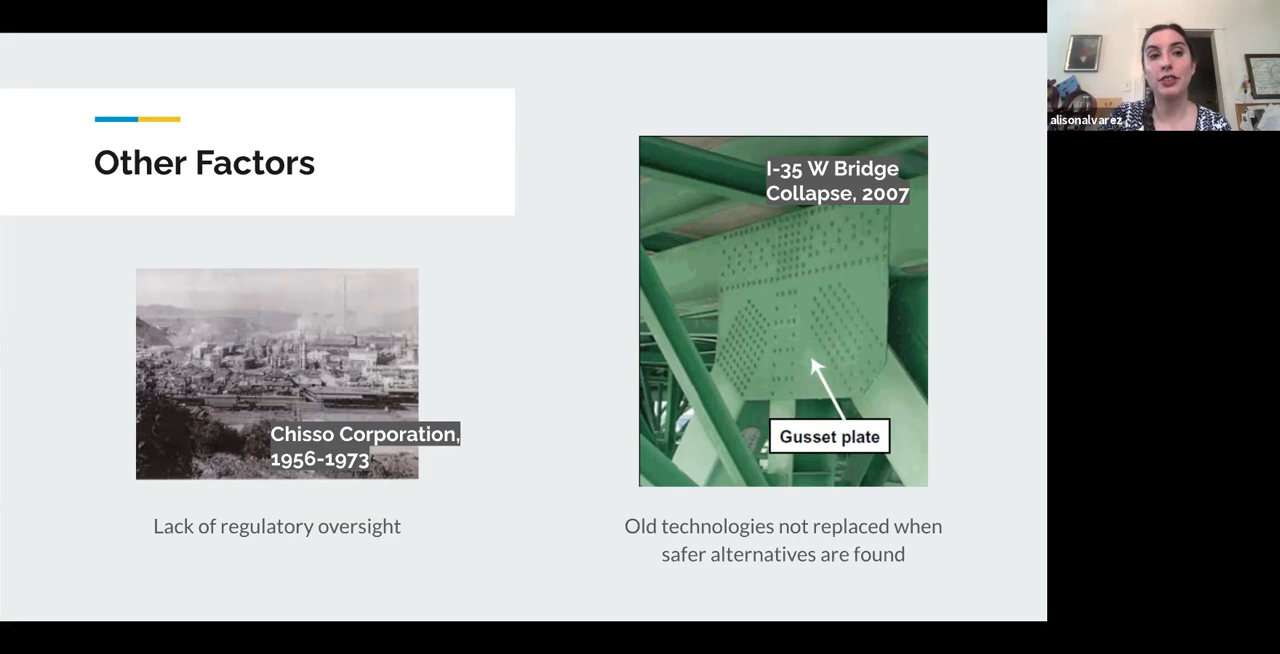 Other Factors
Chisso Corporation,
1956-1973
Lack of regulatory oversight
I-35 W Bridge
Collapse, 2007
Gusset plate
Old technologies not replaced when
safer alternatives are found
alisonalvarez